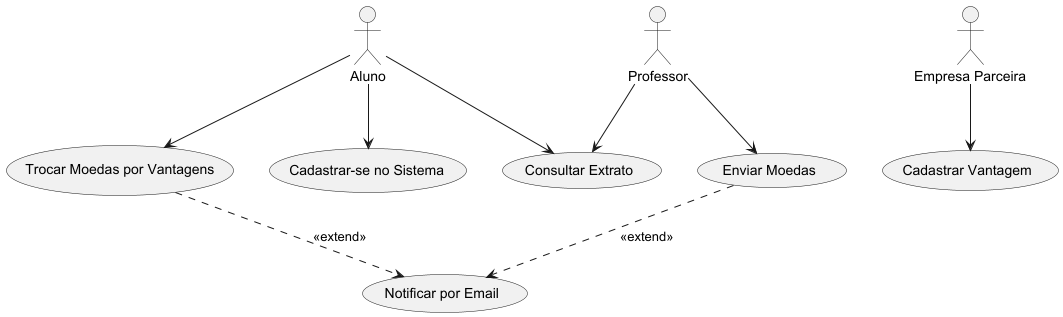 Aluno
Professor
Empresa Parceira
Trocar Moedas por Vantagens
Cadastrar-se no Sistema
Consultar Extrato
Enviar Moedas
Cadastrar Vantagem
«extend»
«extend»
Notificar por Email